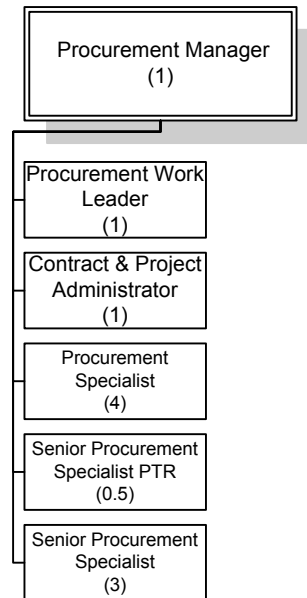 Procurement Manager
(1)
Procurement Work
Leader
(1)
Contract & Project
Administrator
(1)
Procurement
Specialist
(4)
Senior Procurement
Specialist PTR
(0.5)
Senior Procurement
Specialist
(3)